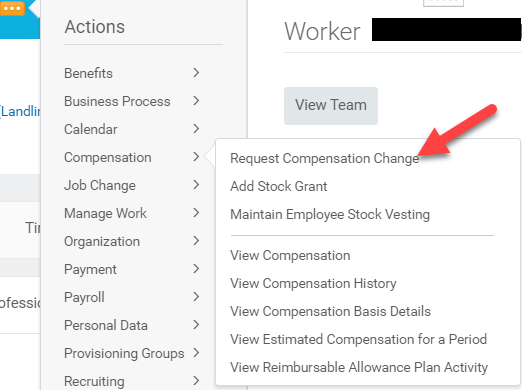 Actions
Worker
[Landlin
View Team
Benefits
Business Process
Calendar
Compensation
Job Change
Manage Work
Organization
Payment
Payroll
Personal Data
Provisioning Groups
Recruiting
Request Compensation Change
Add Stock Grant
Maintain Employee Stock Vesting
View Compensation
View Compensation History
View Compensation Basis Details
View Estimated Compensation for a Period
View Reimbursable Allowance Plan Activity
Tin
ofessio